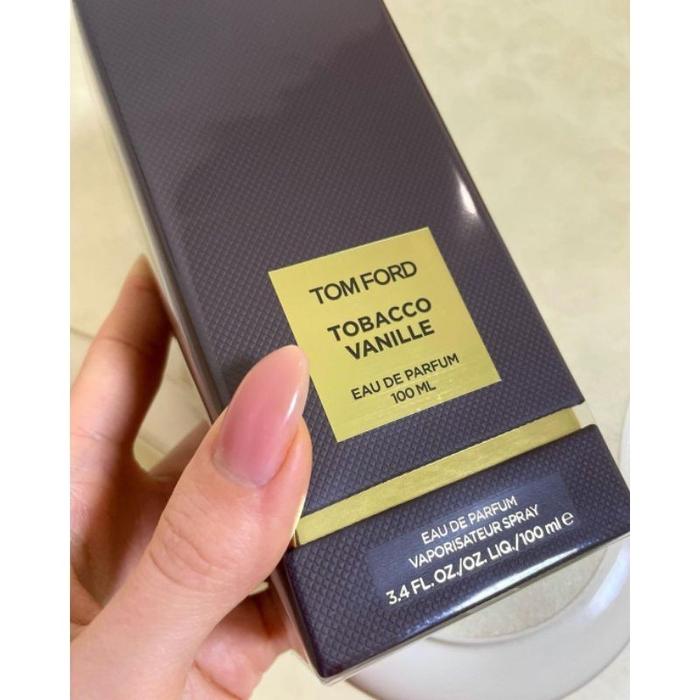 TOM FORD
TOBACCO
VANILLE
EAU DE PARFUM
100 ML
EAU DE PARFUM
VAPORISATEUR SPRAY
3.4 FL. OZ./OZ. LIQ./100 ml ℮